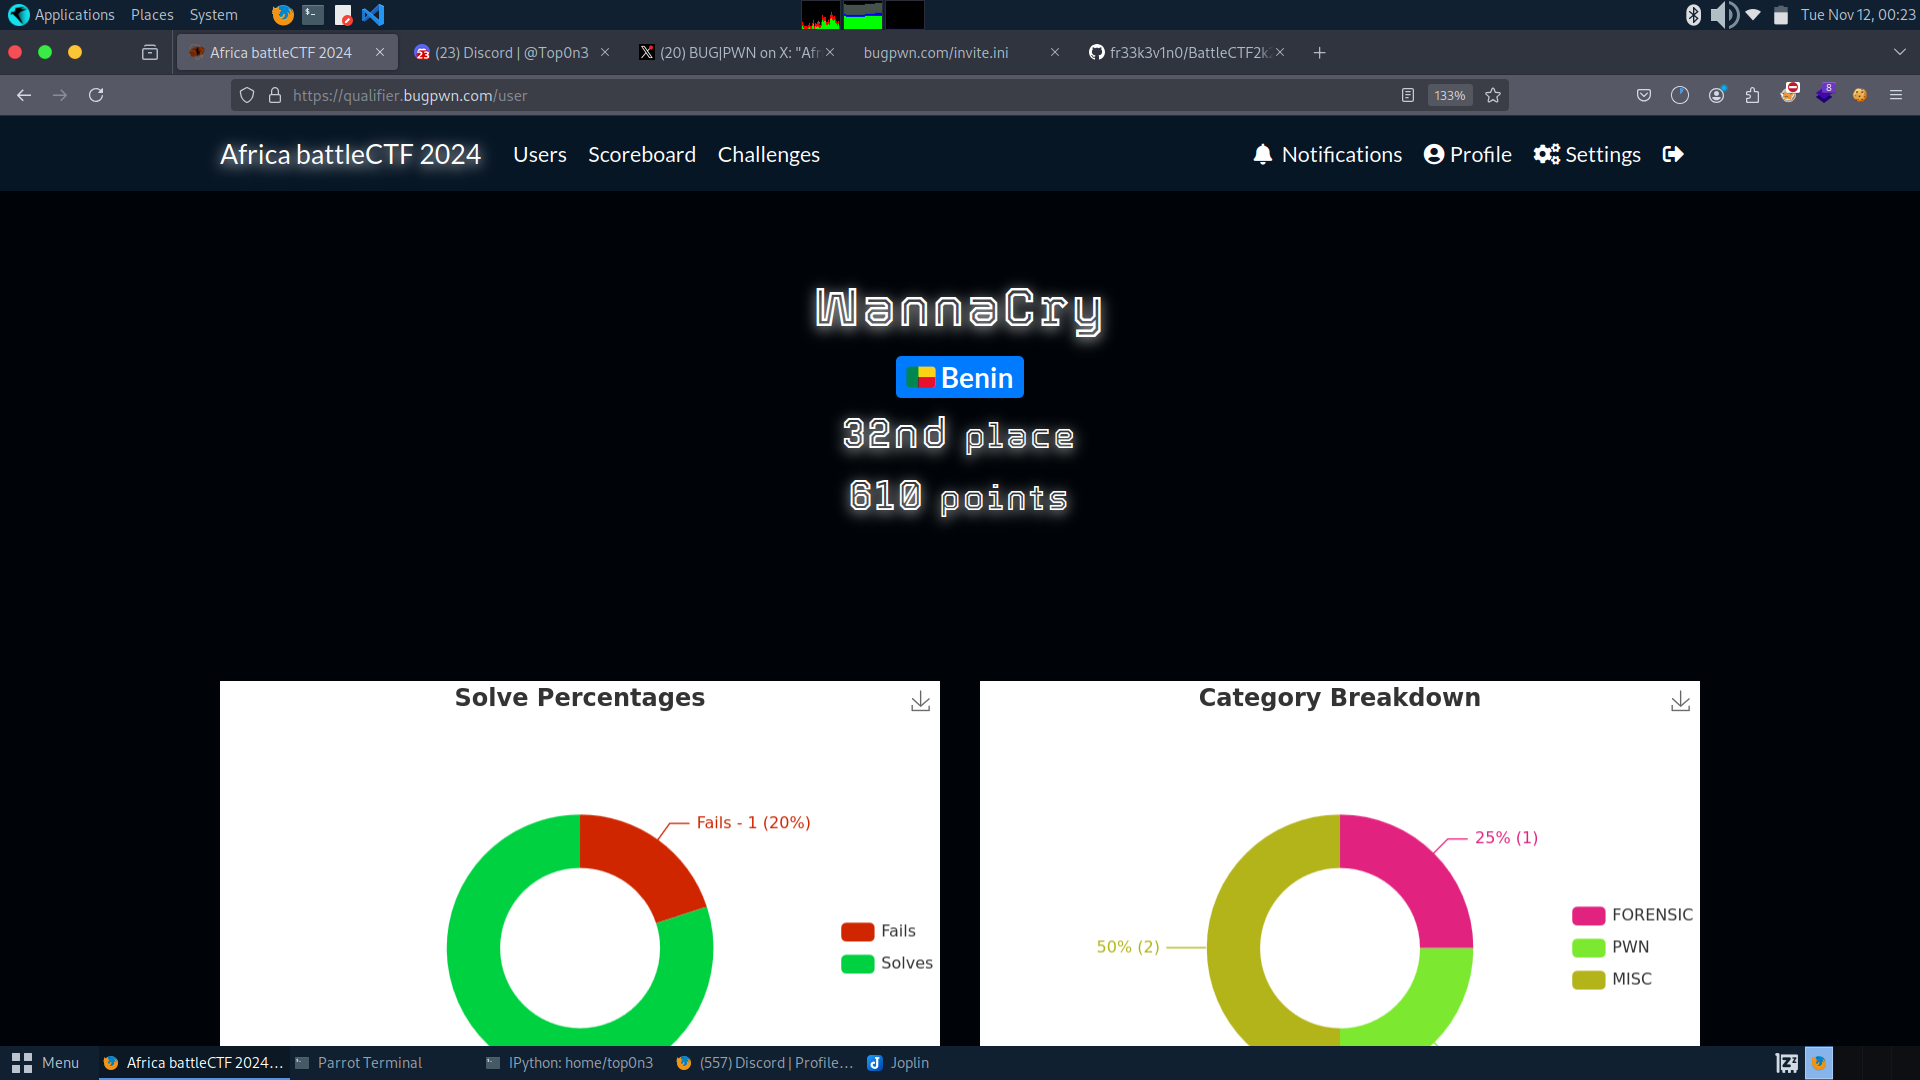 Applications Places System
Tue Nov 12, 00:23
Africa battleCTF 2024
(23) Discord | @Top0n3
(20) BUG|PWN on X: "Afr
bugpwn.com/invite.ini
fr33k3v1n0/BattleCTF2k
https://qualifier.bugpwn.com/user
133%
8
Africa battleCTF 2024 Users Scoreboard Challenges Notifications Profile Settings
WannaCry
Benin
32nd place
610 points
Solve Percentages
Fails - 1 (20%)
Fails
Solves
Category Breakdown
25% (1)
50% (2)
FORENSIC
PWN
MISC
Menu Africa battleCTF 2024... Parrot Terminal IPython: home/top0n3 (557) Discord | Profile... Joplin